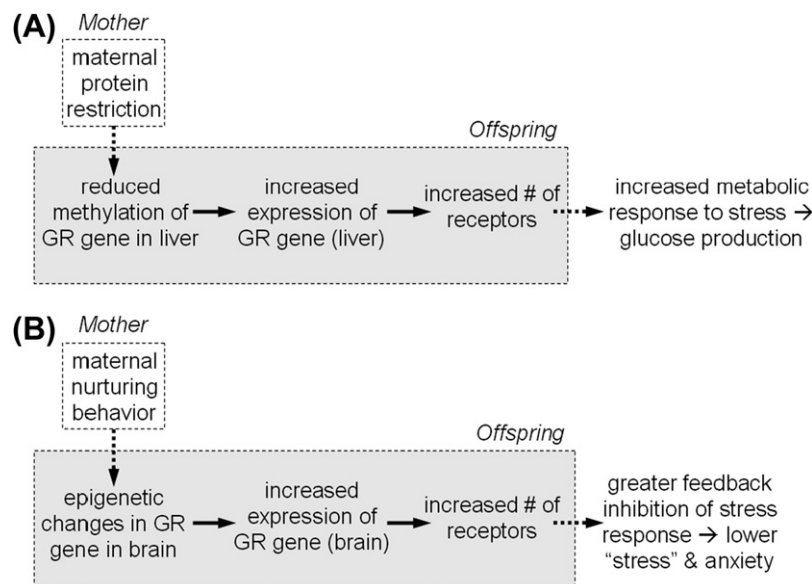 (A)
Mother
maternal
protein
restriction
Offspring
reduced
methylation of
GR gene in liver
increased
expression of
GR gene (liver)
increased # of
receptors
increased metabolic
response to stress →
glucose production
(B)
Mother
maternal
nurturing
behavior
Offspring
epigenetic
changes in GR
gene in brain
increased
expression of
GR gene (brain)
increased # of
receptors
greater feedback
inhibition of stress
response → lower
“stress” & anxiety